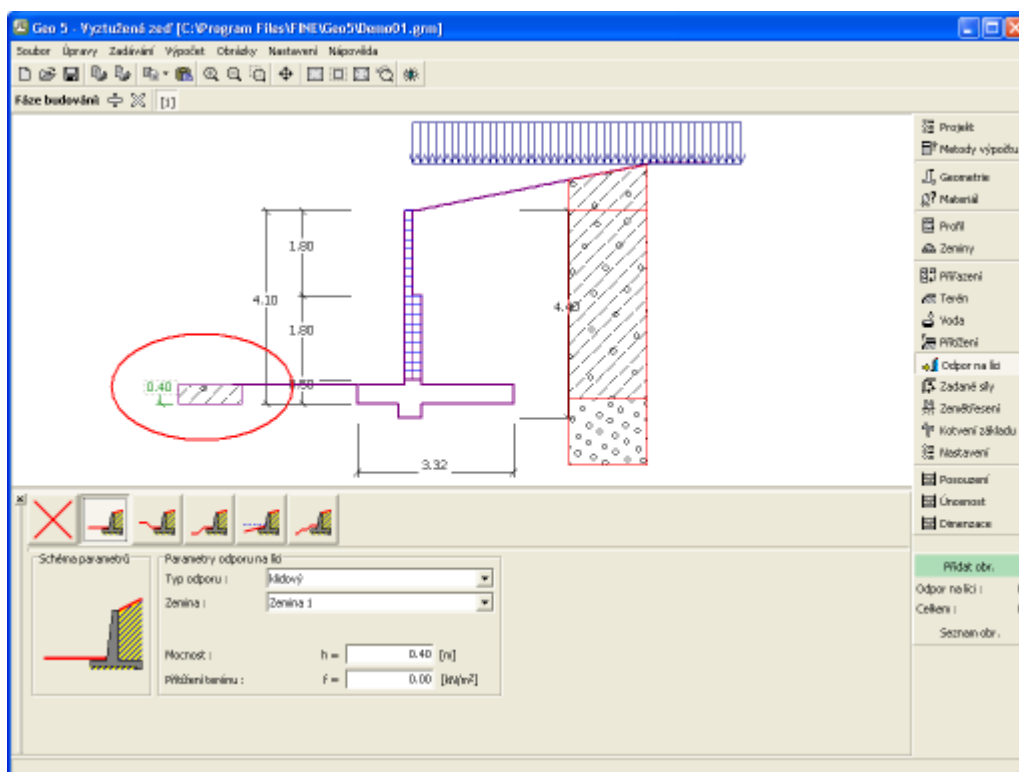 Geo 5 - Vyztužená zeď [C:\Program Files\FINE\Geo5\Demo01.grm]
Soubor Úpravy Zadávání Výpočet Obrázky Nastavení Nápověda
Fáze budování [1]
Projekt
Metody výpočtu
Geometrie
Materiál
Profil
Zeminy
Přiřazení
Terén
Voda
Přitížení
Odpor na líci
Zadané síly
Zemětřesení
Kotvení základu
Nastavení
Posouzení
Únosnost
Dimenzace
Přidat obr.
Odpor na líci :
Celkem :
Seznam obr.
1.80
4.10
1.80
0.40
3.32
Schéma parametrů
Parametry odporu na líci
Typ odporu : klidový
Zemina : Zemina 1
Mocnost : h = 0.40 [m]
Přitížení terénu : f = 0.00 [kN/m²]